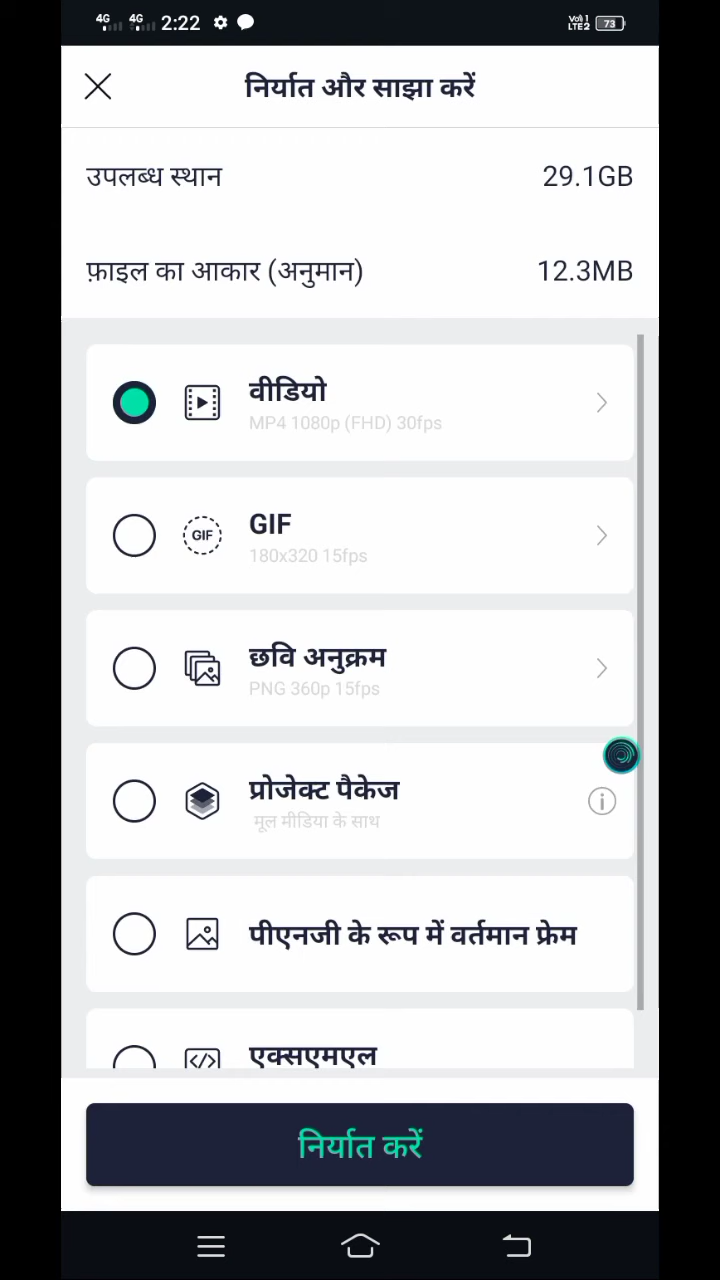 4G 4G 2:22 Vo1) 1 LTE2 73
निर्यात और साझा करें
उपलब्ध स्थान 29.1GB
फ़ाइल का आकार (अनुमान) 12.3MB
वीडियो
MP4 1080p (FHD) 30fps
GIF GIF
180x320 15fps
छवि अनुक्रम
PNG 360p 15fps
प्रोजेक्ट पैकेज
मूल मीडिया के साथ
पीएनजी के रूप में वर्तमान फ्रेम
एक्सएमएल
निर्यात करें